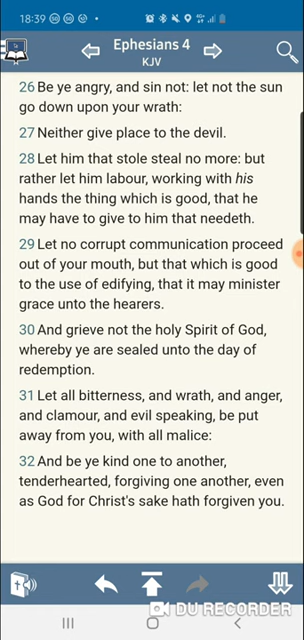 18:39
Ephesians 4
KJV
26 Be ye angry, and sin not: let not the sun
go down upon your wrath:
27 Neither give place to the devil.
28 Let him that stole steal no more: but
rather let him labour, working with his
hands the thing which is good, that he
may have to give to him that needeth.
29 Let no corrupt communication proceed
out of your mouth, but that which is good
to the use of edifying, that it may minister
grace unto the hearers.
30 And grieve not the holy Spirit of God,
whereby ye are sealed unto the day of
redemption.
31 Let all bitterness, and wrath, and anger,
and clamour, and evil speaking, be put
away from you, with all malice:
32 And be ye kind one to another,
tenderhearted, forgiving one another, even
as God for Christ's sake hath forgiven you.
DU RECORDER